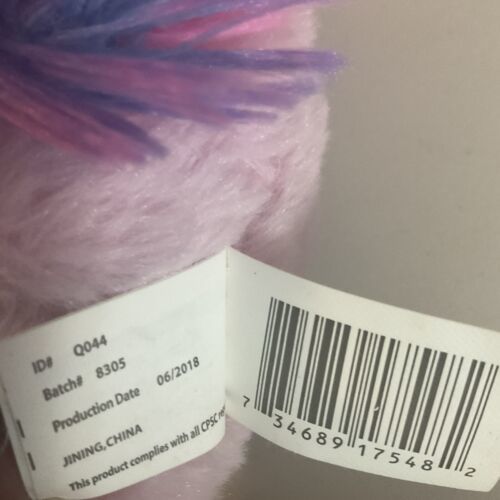 ID# Q044
Batch# 8305
Production Date 06/2018
JINING,CHINA
This product complies with all CPSC
7 34689 17548 2